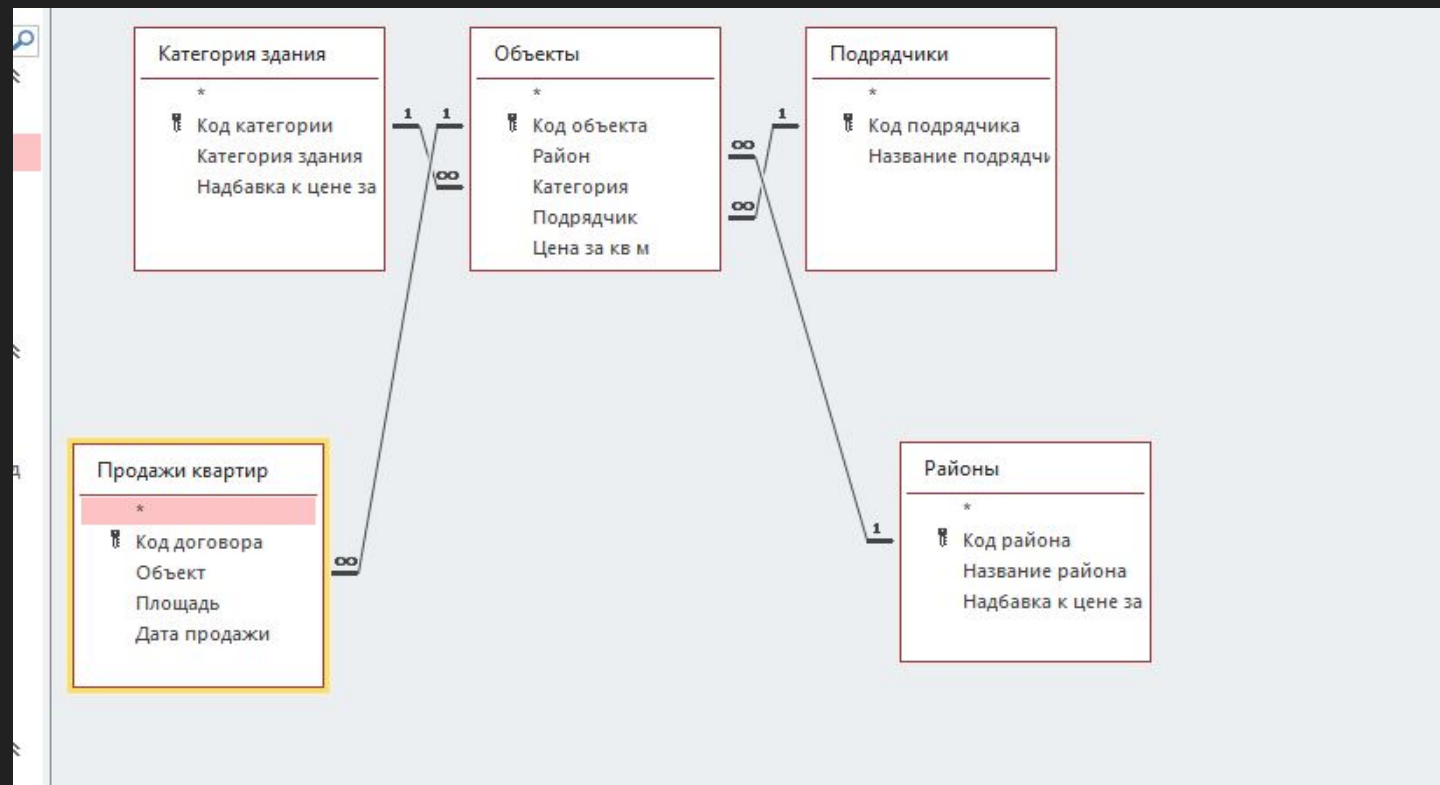 Категория здания
*
Код категории
Категория здания
Надбавка к цене за
1
1
∞
Объекты
*
Код объекта
Район
Категория
Подрядчик
Цена за кв м
∞
∞
1
Подрядчики
*
Код подрядчика
Название подрядчи
Продажи квартир
*
Код договора
Объект
Площадь
Дата продажи
∞
1
Районы
*
Код района
Название района
Надбавка к цене за
д